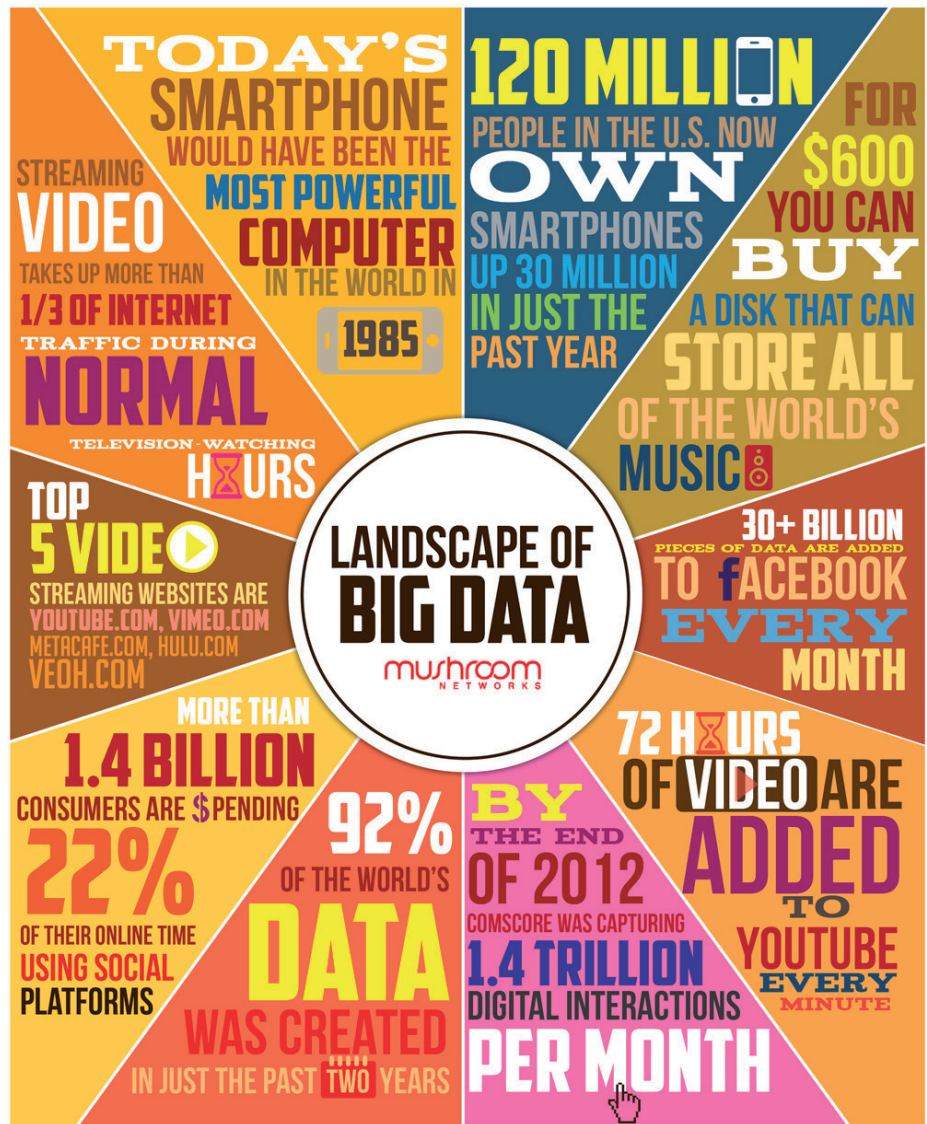 TODAY'S
SMARTPHONE
WOULD HAVE BEEN THE
MOST POWERFUL
COMPUTER
IN THE WORLD IN
1985
120 MILLION
PEOPLE IN THE U.S. NOW
OWN
SMARTPHONES
UP 30 MILLION
IN JUST THE
PAST YEAR
FOR
$600
YOU CAN
BUY
A DISK THAT CAN
STORE ALL
OF THE WORLD'S
MUSIC
30+ BILLION
PIECES OF DATA ARE ADDED
TO fACEBOOK
EVERY
MONTH
72 HOURS
OF VIDEO ARE
ADDED
TO
YOUTUBE
EVERY
MINUTE
BY
THE END
OF 2012
COMSCORE WAS CAPTURING
1.4 TRILLION
DIGITAL INTERACTIONS
PER MONTH
92%
OF THE WORLD'S
DATA
WAS CREATED
IN JUST THE PAST TWO YEARS
MORE THAN
1.4 BILLION
CONSUMERS ARE $PENDING
22%
OF THEIR ONLINE TIME
USING SOCIAL
PLATFORMS
TOP
5 VIDEO
STREAMING WEBSITES ARE
YOUTUBE.COM, VIMEO.COM
METACAFE.COM, HULU.COM
VEOH.COM
STREAMING
VIDEO
TAKES UP MORE THAN
1/3 OF INTERNET
TRAFFIC DURING
NORMAL
TELEVISION-WATCHING
HOURS
LANDSCAPE OF
BIG DATA
mushroom
NETWORKS